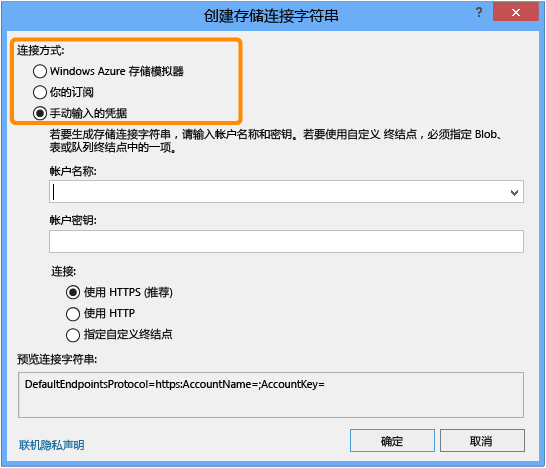 创建存储连接字符串
?
连接方式:
Windows Azure 存储模拟器
你的订阅
手动输入的凭据
若要生成存储连接字符串，请输入帐户名称和密钥。若要使用自定义 终结点，必须指定 Blob、
表或队列终结点中的一项。
帐户名称:
帐户密钥:
连接:
使用 HTTPS (推荐)
使用 HTTP
指定自定义终结点
预览连接字符串:
DefaultEndpointsProtocol=https:AccountName=;AccountKey=
联机隐私声明
确定
取消